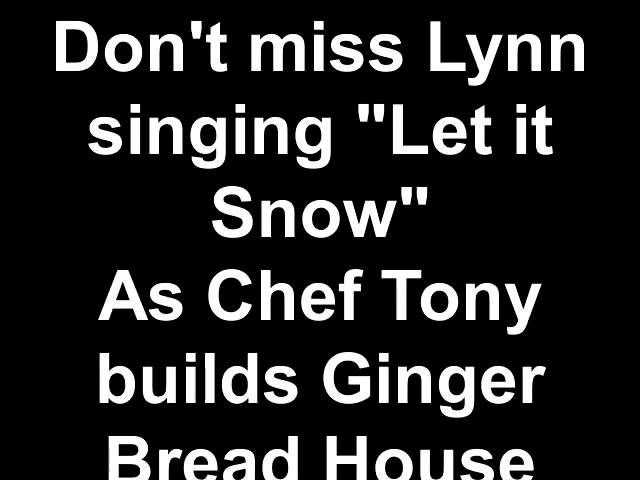 Don't miss Lynn
singing "Let it
Snow"
As Chef Tony
builds Ginger
Bread House